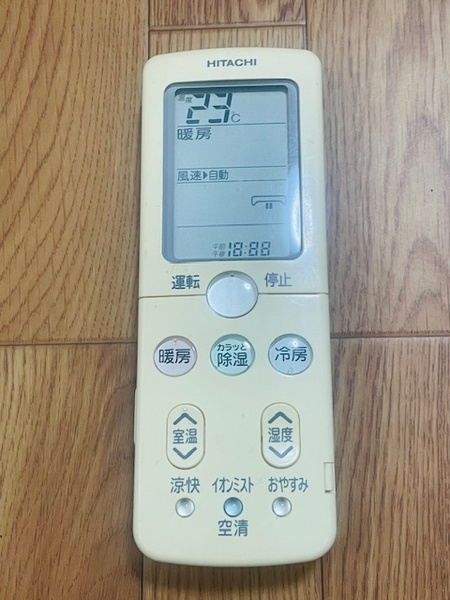 HITACHI
温度 23℃
暖房
風速▶自動
午前
午後 18:88
運転 停止
暖房 カラッと除湿 冷房
室温 湿度
涼快 イオンミスト おやすみ
空清